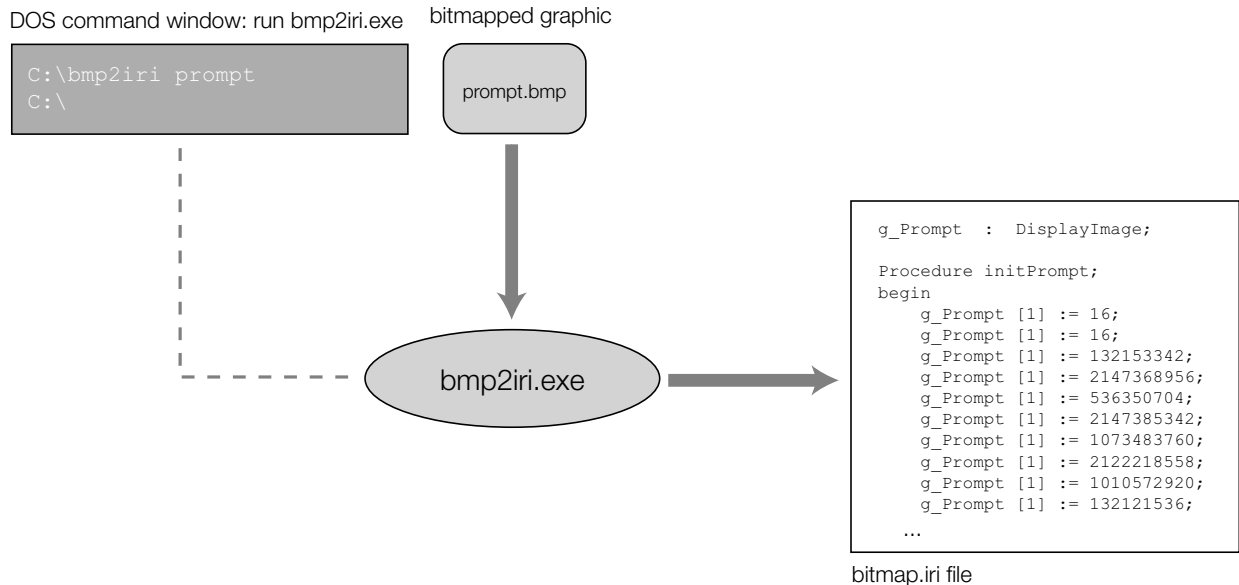 DOS command window: run bmp2iri.exe
C:\bmp2iri prompt
C:\
bitmapped graphic
prompt.bmp
bmp2iri.exe
g_Prompt : DisplayImage;
Procedure initPrompt;
begin
g_Prompt [1] := 16;
g_Prompt [1] := 16;
g_Prompt [1] := 132153342;
g_Prompt [1] := 2147368956;
g_Prompt [1] := 536350704;
g_Prompt [1] := 2147385342;
g_Prompt [1] := 1073483760;
g_Prompt [1] := 2122218558;
g_Prompt [1] := 1010572920;
g_Prompt [1] := 132121536;
...
bitmap.iri file